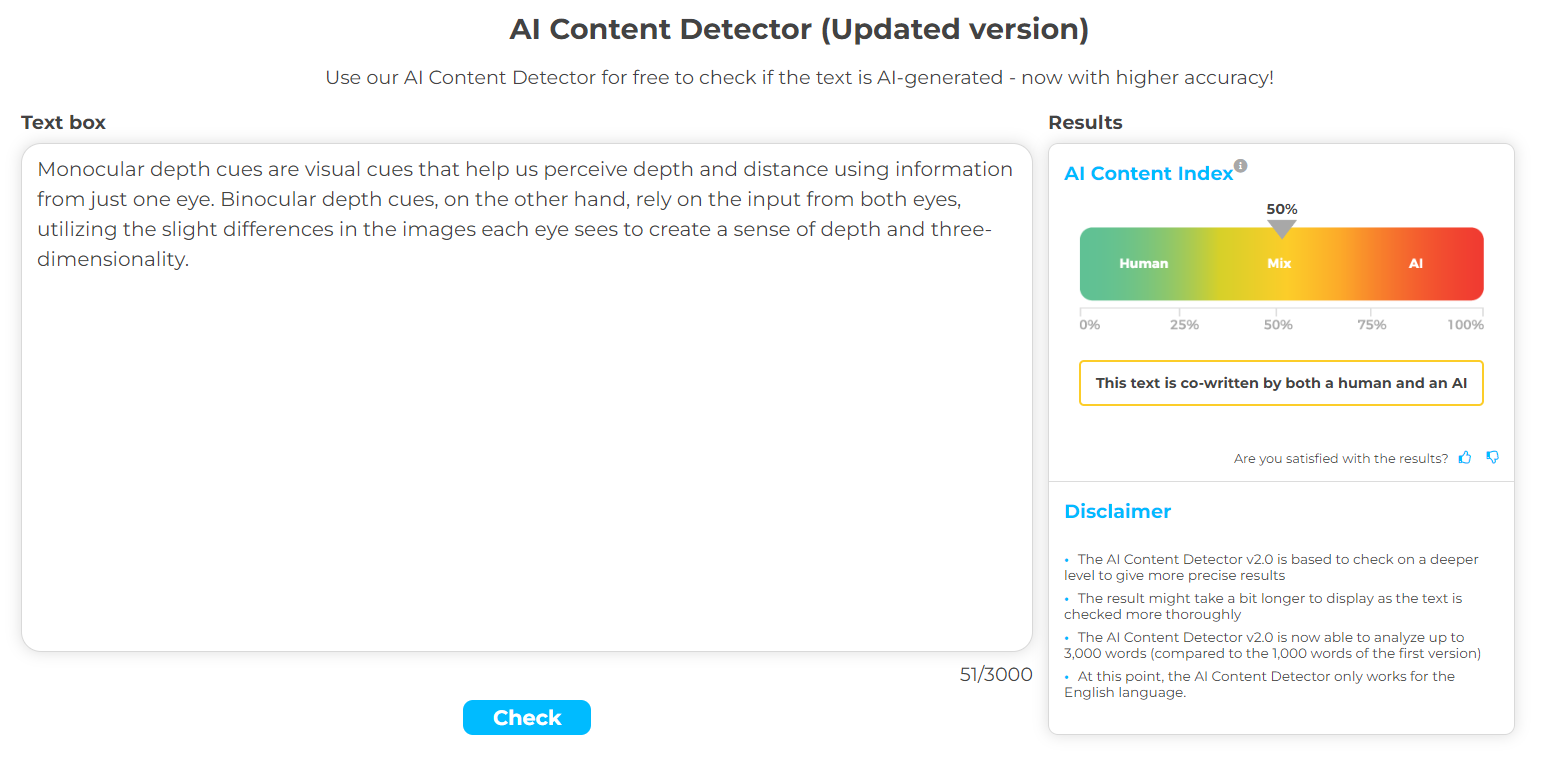 AI Content Detector (Updated version)
Use our AI Content Detector for free to check if the text is AI-generated - now with higher accuracy!
Text box
Monocular depth cues are visual cues that help us perceive depth and distance using information
from just one eye. Binocular depth cues, on the other hand, rely on the input from both eyes,
utilizing the slight differences in the images each eye sees to create a sense of depth and three-
dimensionality.
51/3000
Check
Results
AI Content Index
50%
Human Mix AI
0% 25% 50% 75% 100%
This text is co-written by both a human and an AI
Are you satisfied with the results?
Disclaimer
• The AI Content Detector v2.0 is based to check on a deeper
level to give more precise results
• The result might take a bit longer to display as the text is
checked more thoroughly
• The AI Content Detector v2.0 is now able to analyze up to
3,000 words (compared to the 1,000 words of the first version)
• At this point, the AI Content Detector only works for the
English language.